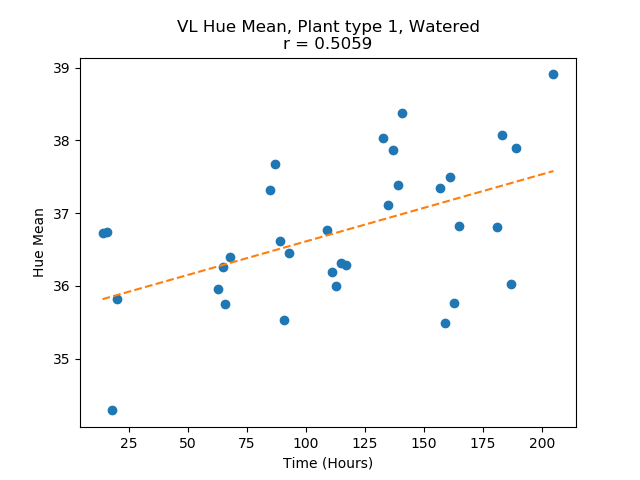 VL Hue Mean, Plant type 1, Watered
r = 0.5059
39
38
37
36
35
Hue Mean
25 50 75 100 125 150 175 200
Time (Hours)